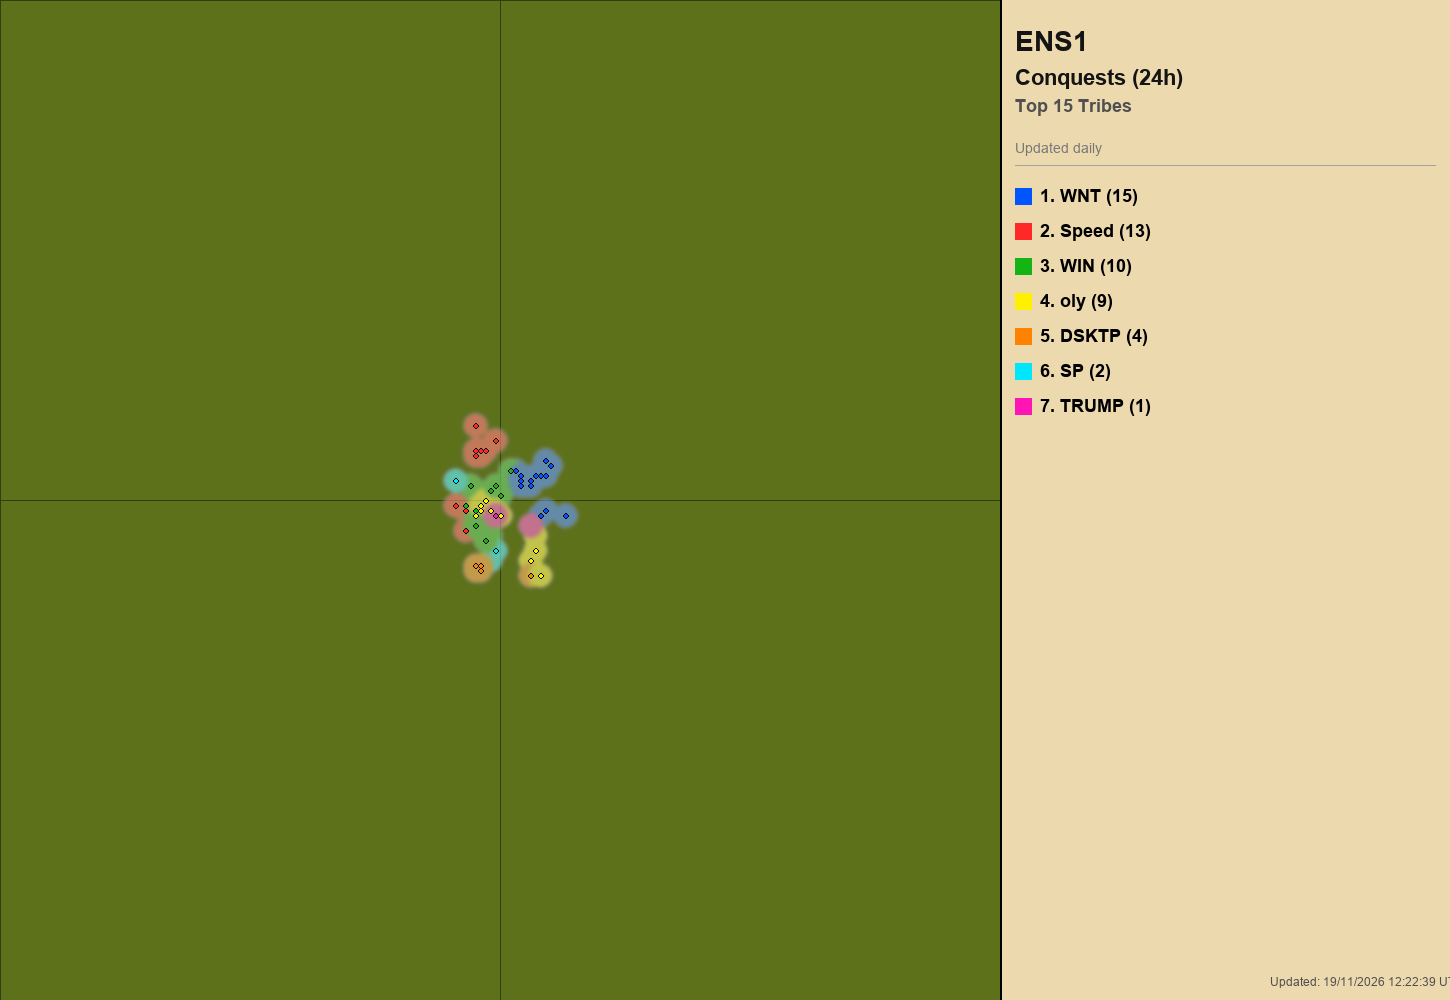 ENS1
Conquests (24h)
Top 15 Tribes
Updated daily
1. WNT (15)
2. Speed (13)
3. WIN (10)
4. oly (9)
5. DSKTP (4)
6. SP (2)
7. TRUMP (1)
Updated: 19/11/2026 12:22:39